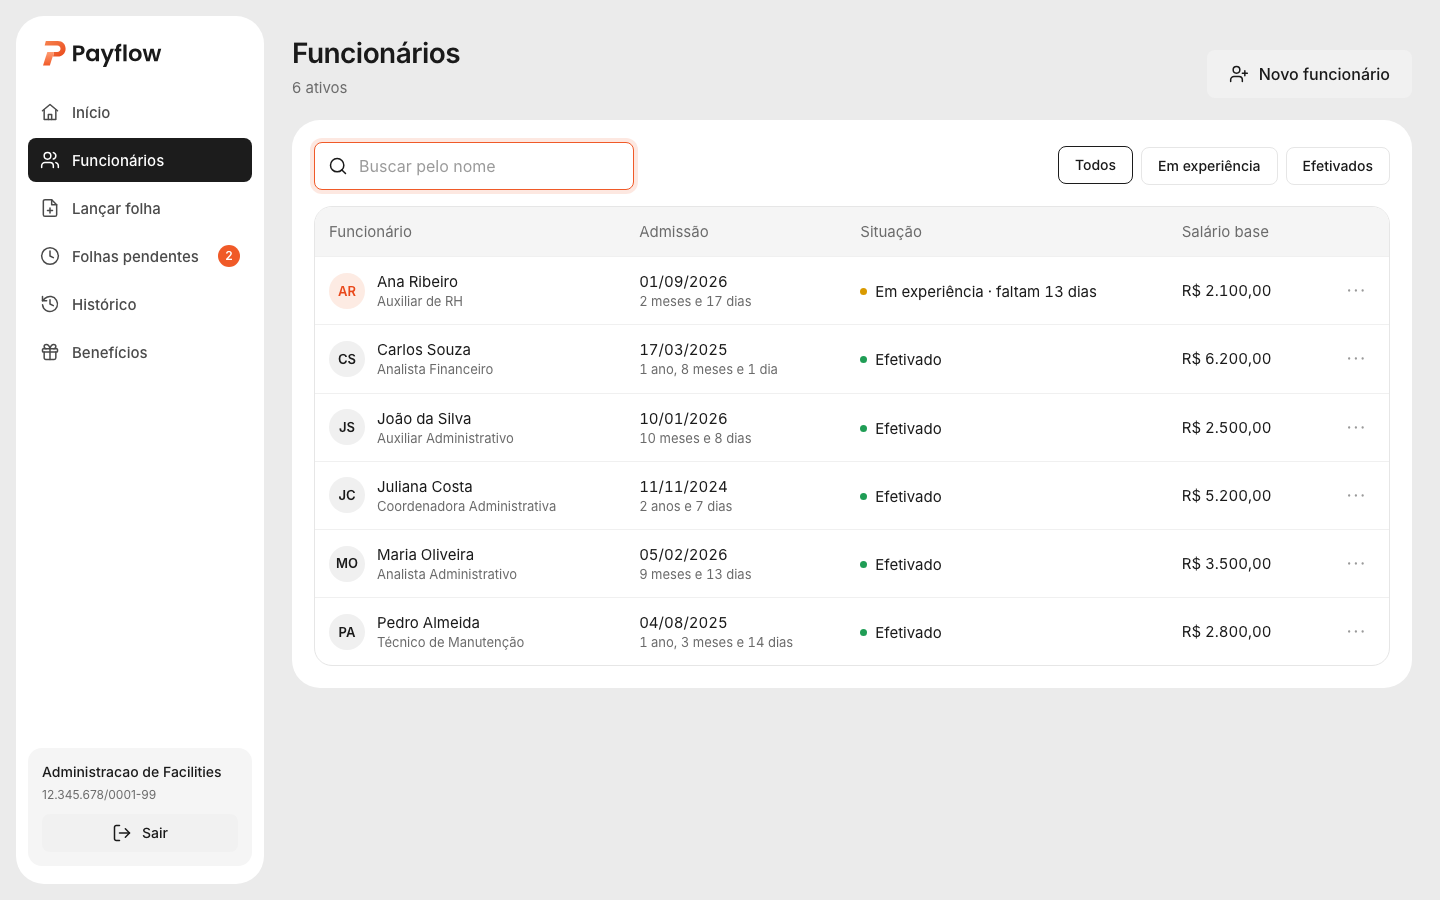 Payflow
Início
Funcionários
Lançar folha
Folhas pendentes 2
Histórico
Benefícios
Administracao de Facilities
12.345.678/0001-99
Sair
Funcionários
6 ativos
Novo funcionário
Buscar pelo nome
Todos Em experiência Efetivados
Funcionário Admissão Situação Salário base
AR Ana Ribeiro 01/09/2026 Em experiência · faltam 13 dias R$ 2.100,00 ···
Auxiliar de RH 2 meses e 17 dias
CS Carlos Souza 17/03/2025 Efetivado R$ 6.200,00 ···
Analista Financeiro 1 ano, 8 meses e 1 dia
JS João da Silva 10/01/2026 Efetivado R$ 2.500,00 ···
Auxiliar Administrativo 10 meses e 8 dias
JC Juliana Costa 11/11/2024 Efetivado R$ 5.200,00 ···
Coordenadora Administrativa 2 anos e 7 dias
MO Maria Oliveira 05/02/2026 Efetivado R$ 3.500,00 ···
Analista Administrativo 9 meses e 13 dias
PA Pedro Almeida 04/08/2025 Efetivado R$ 2.800,00 ···
Técnico de Manutenção 1 ano, 3 meses e 14 dias